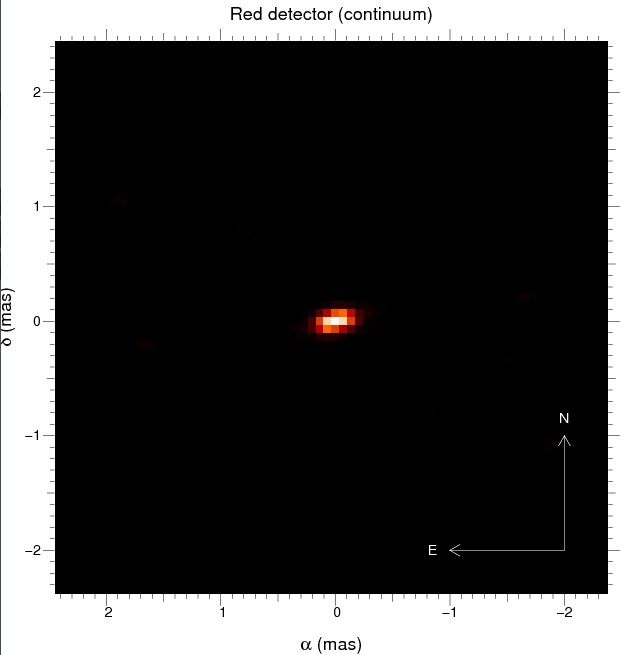 Red detector (continuum)
2
1
0
−1
−2
δ (mas)
N
E
2
1
0
−1
−2
α (mas)